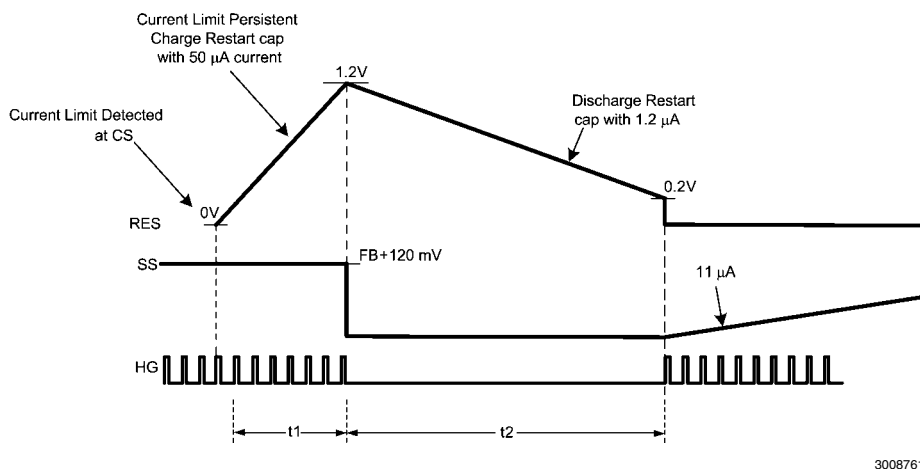 Current Limit Persistent
Charge Restart cap
with 50 μA current
1.2V
Current Limit Detected
at CS
Discharge Restart
cap with 1.2 μA
0V
0.2V
RES
SS
FB+120 mV
11 μA
HG
t1
t2
3008761